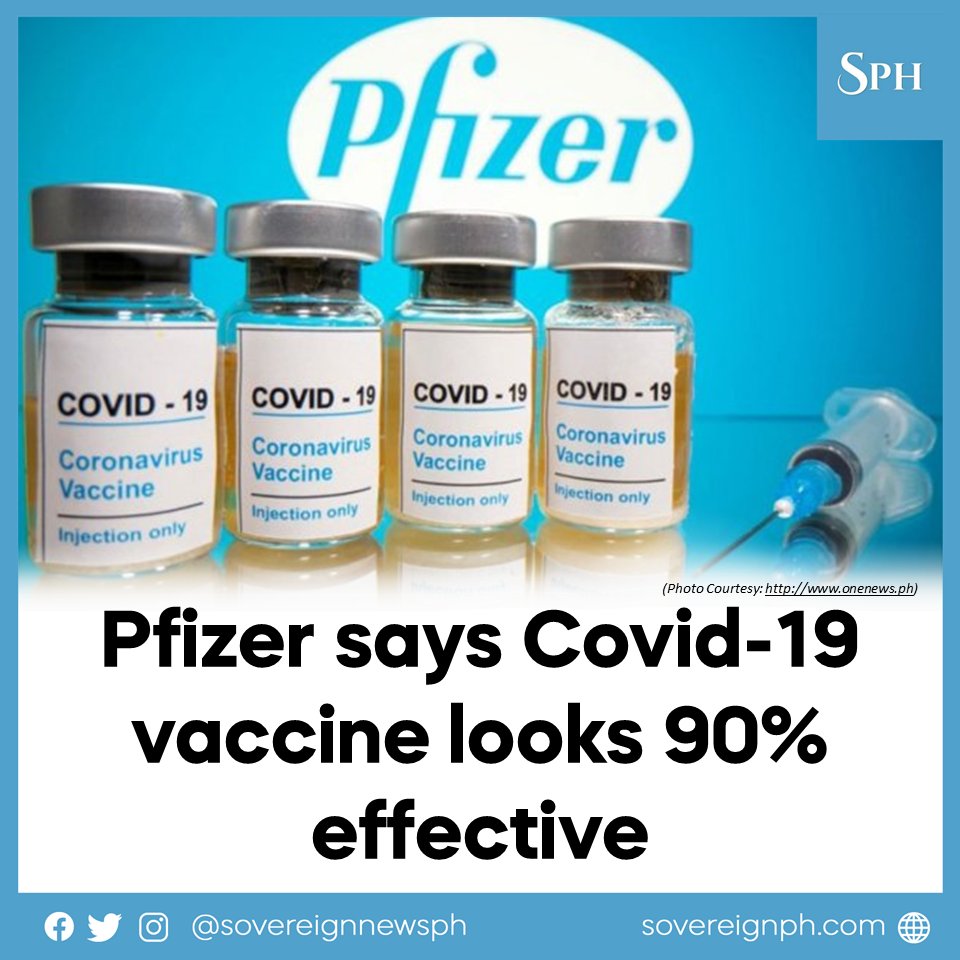 Pfizer
SPH
COVID - 19
Coronavirus
Vaccine
Injection only
COVID - 19
Coronavirus
Vaccine
Injection only
COVID - 19
Coronavirus
Vaccine
Injection only
COVID - 19
Coronavirus
Vaccine
Injection only
(Photo Courtesy: http://www.onenews.ph)
Pfizer says Covid-19
vaccine looks 90%
effective
@sovereignnewsph
sovereignph.com